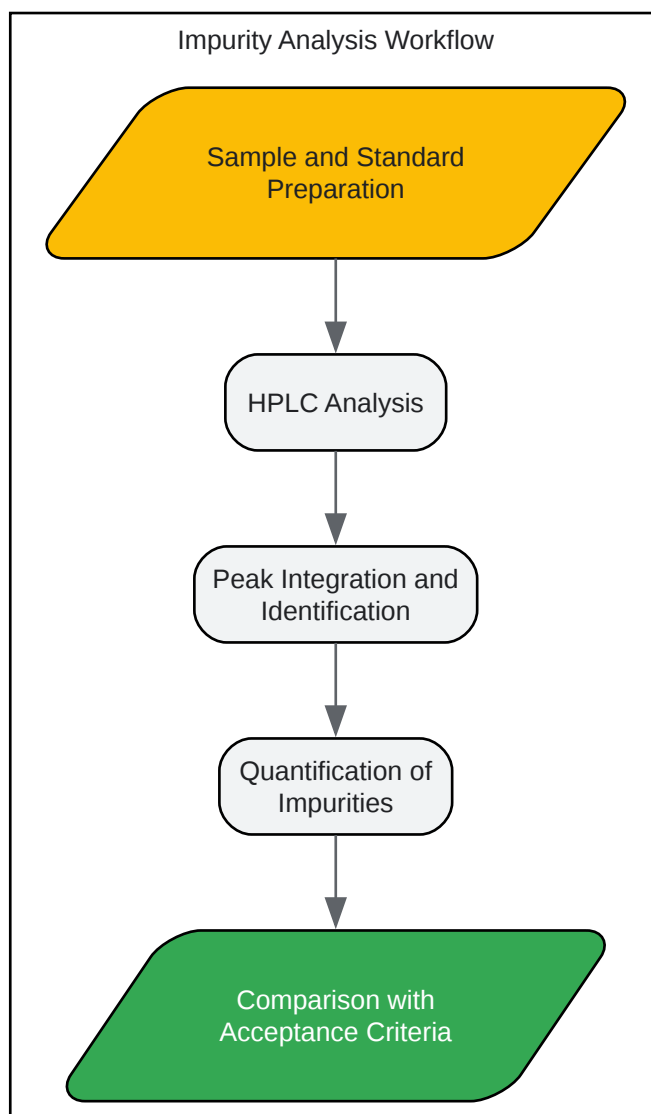 Impurity Analysis Workflow
Sample and Standard
Preparation
HPLC Analysis
Peak Integration and
Identification
Quantification of
Impurities
Comparison with
Acceptance Criteria